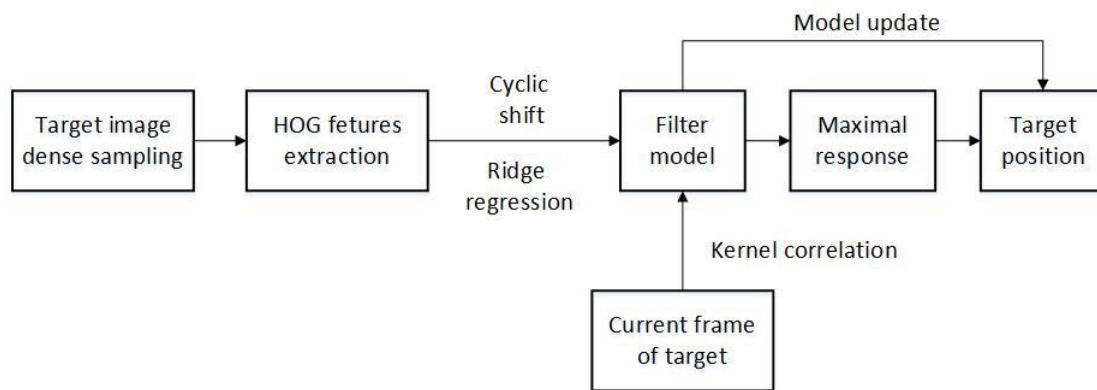 Model update
Cyclic
shift
Target image
dense sampling
HOG fetures
extraction
Filter
model
Maximal
response
Target
position
Ridge
regression
Kernel correlation
Current frame
of target